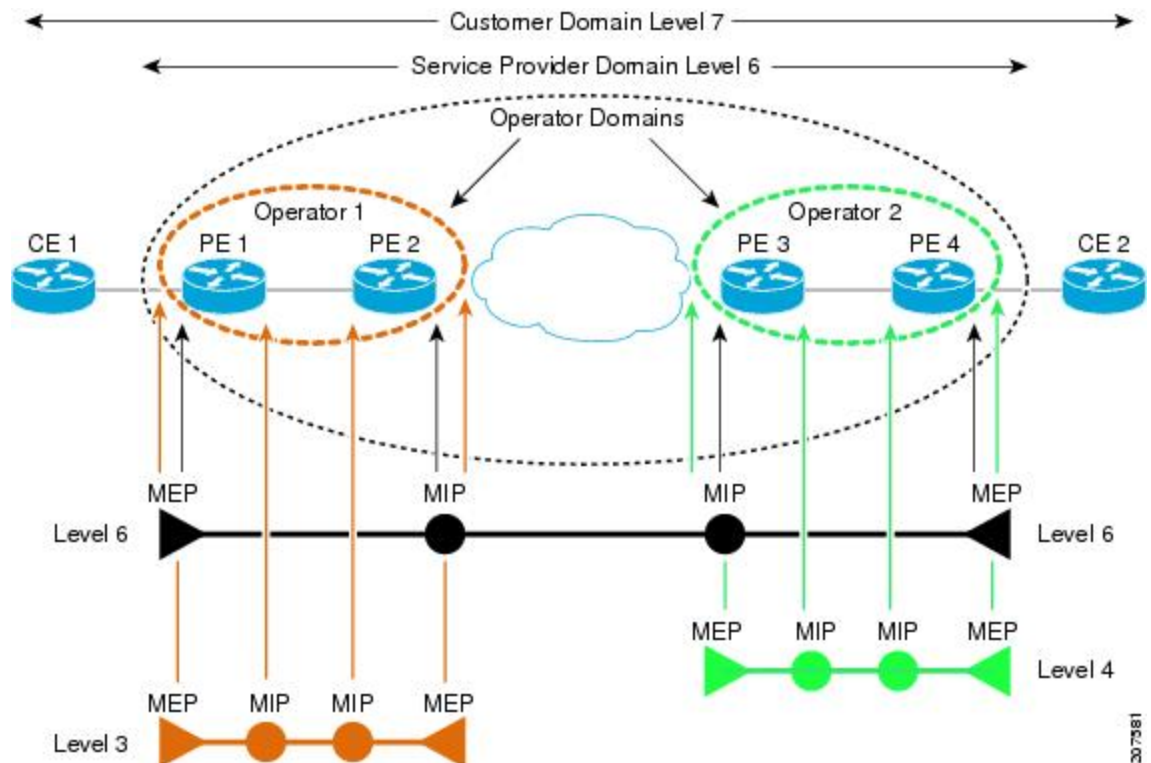 Customer Domain Level 7
Service Provider Domain Level 6
Operator Domains
Operator 1
Operator 2
CE 1
PE 1
PE 2
PE 3
PE 4
CE 2
MEP
MIP
MIP
MEP
Level 6
Level 6
MEP
MIP
MIP
MEP
Level 4
MEP
MIP
MIP
MEP
Level 3
207581